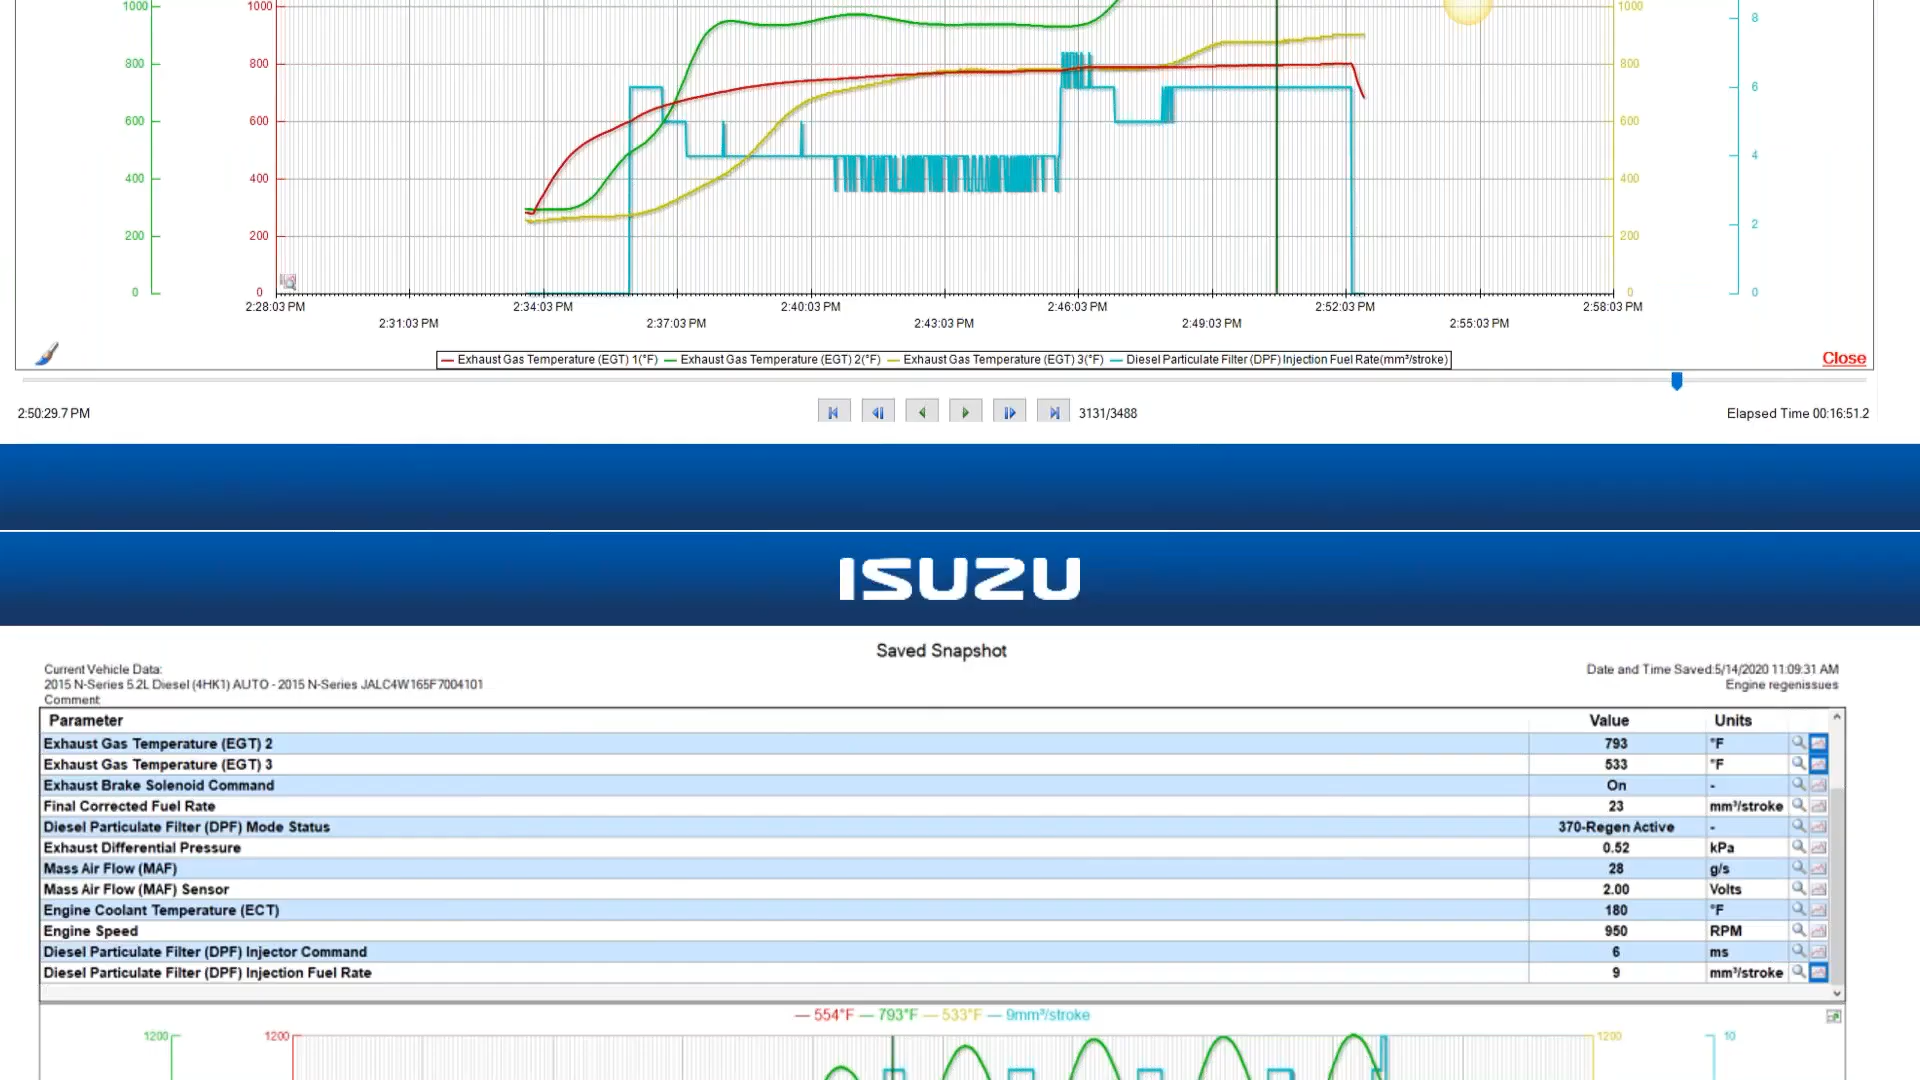 1000 1000 1000 8
800 800 800
600 600 600 6
400 400 400 4
200 200 200 2
0 0 0 0
2:28:03 PM 2:34:03 PM 2:40:03 PM 2:46:03 PM 2:52:03 PM 2:58:03 PM
2:31:03 PM 2:37:03 PM 2:43:03 PM 2:49:03 PM 2:55:03 PM
Exhaust Gas Temperature (EGT) 1(°F) Exhaust Gas Temperature (EGT) 2(°F) Exhaust Gas Temperature (EGT) 3(°F) Diesel Particulate Filter (DPF) Injection Fuel Rate(mm³/stroke)
Close
2:50:29.7 PM 3131/3488 Elapsed Time 00:16:51.2
ISUZU
Saved Snapshot
Current Vehicle Data: Date and Time Saved:5/14/2020 11:09:31 AM
2015 N-Series 5.2L Diesel (4HK1) AUTO - 2015 N-Series JALC4W165F7004101 Engine regenissues
Comment
Parameter Value Units
Exhaust Gas Temperature (EGT) 2 793 °F
Exhaust Gas Temperature (EGT) 3 533 °F
Exhaust Brake Solenoid Command On -
Final Corrected Fuel Rate 23 mm³/stroke
Diesel Particulate Filter (DPF) Mode Status 370-Regen Active -
Exhaust Differential Pressure 0.52 kPa
Mass Air Flow (MAF) 28 g/s
Mass Air Flow (MAF) Sensor 2.00 Volts
Engine Coolant Temperature (ECT) 180 °F
Engine Speed 950 RPM
Diesel Particulate Filter (DPF) Injector Command 6 ms
Diesel Particulate Filter (DPF) Injection Fuel Rate 9 mm³/stroke
554°F 793°F 533°F 9mm³/stroke
1200 1200 1200 10